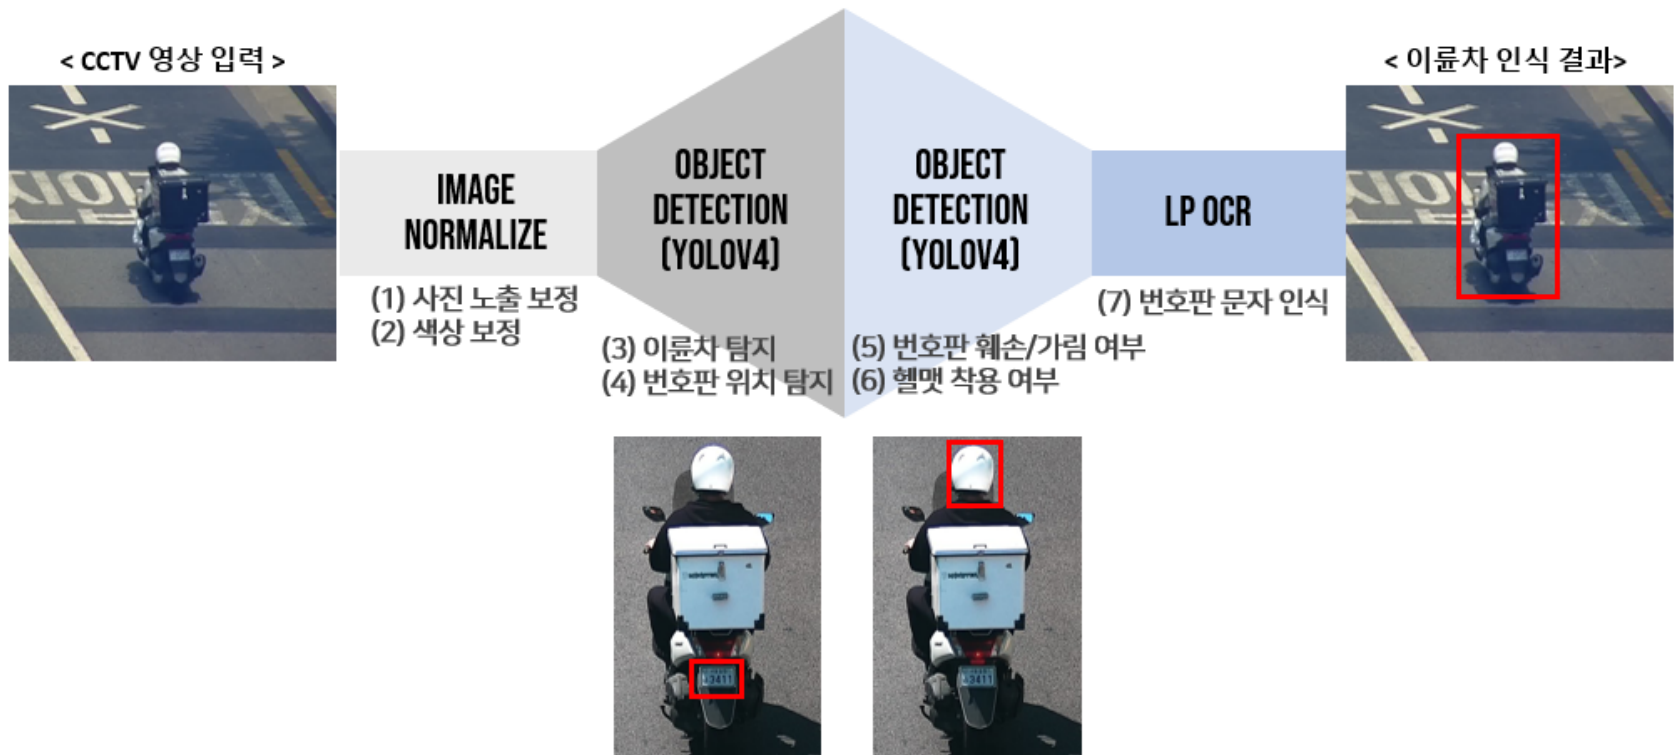 < CCTV 영상 입력 >
< 이륜차 인식 결과>
IMAGE
NORMALIZE
OBJECT
DETECTION
(YOLOV4)
OBJECT
DETECTION
(YOLOV4)
LP OCR
(1) 사진 노출 보정
(2) 색상 보정
(3) 이륜차 탐지
(4) 번호판 위치 탐지
(5) 번호판 훼손/가림 여부
(6) 헬맷 착용 여부
(7) 번호판 문자 인식
3411
3411